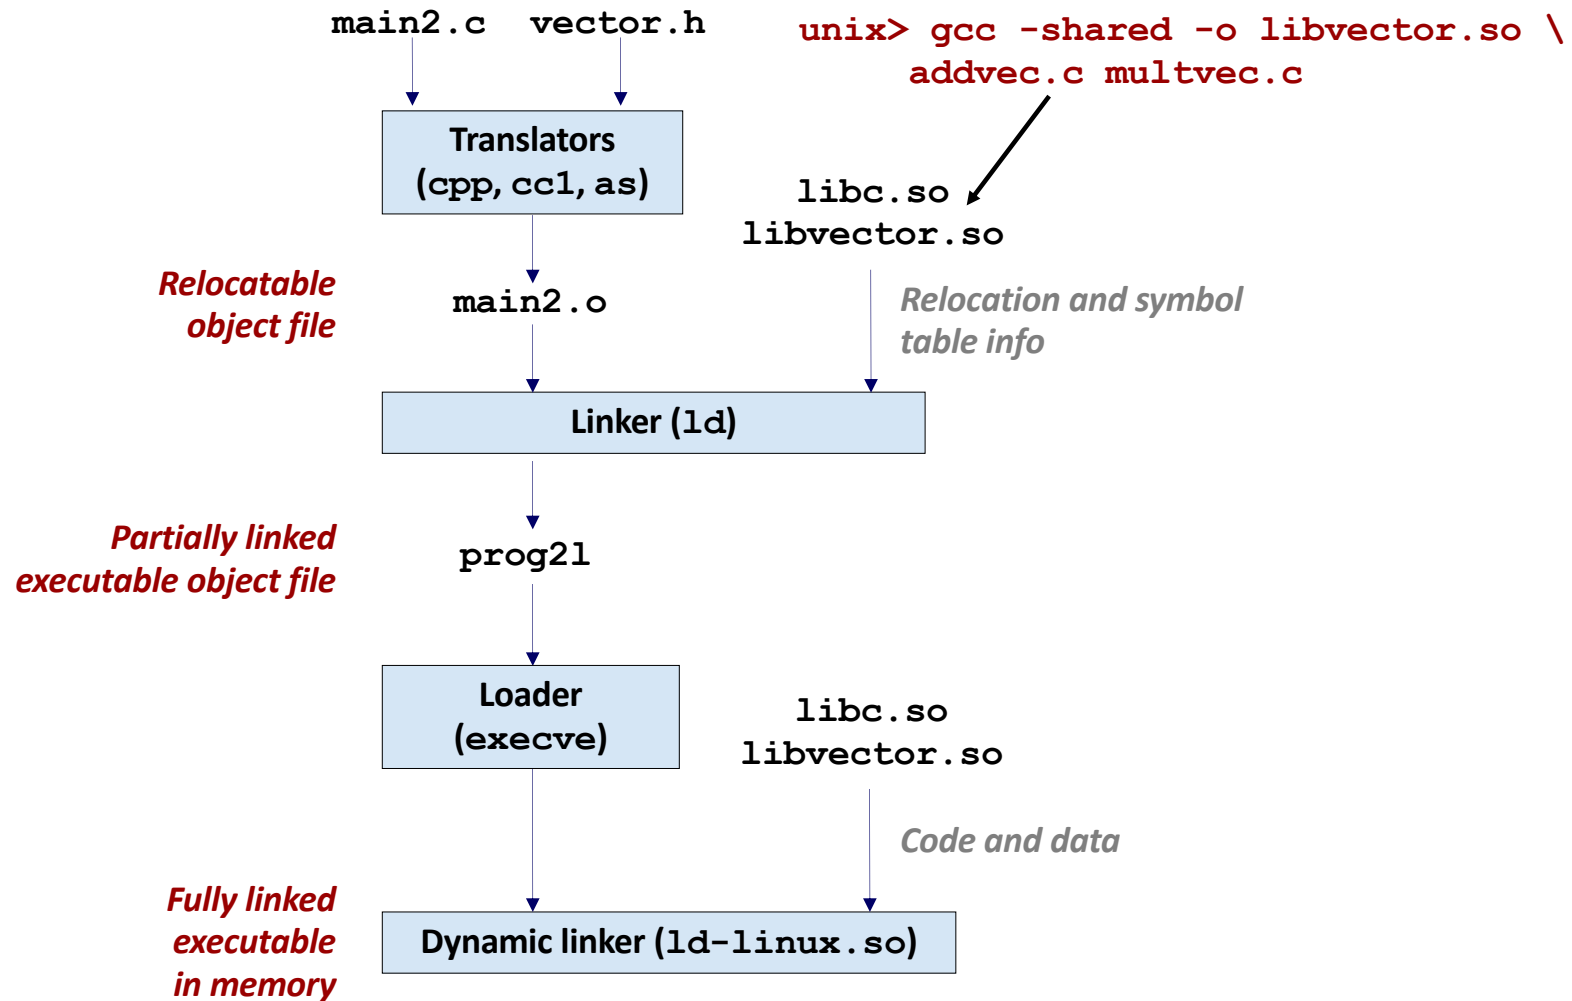 main2.c vector.h
unix> gcc -shared -o libvector.so \
addvec.c multvec.c
Translators
(cpp, cc1, as)
libc.so
libvector.so
Relocatable
object file
main2.o
Relocation and symbol
table info
Linker (ld)
Partially linked
executable object file
prog2l
Loader
(execve)
libc.so
libvector.so
Code and data
Fully linked
executable
in memory
Dynamic linker (ld-linux.so)